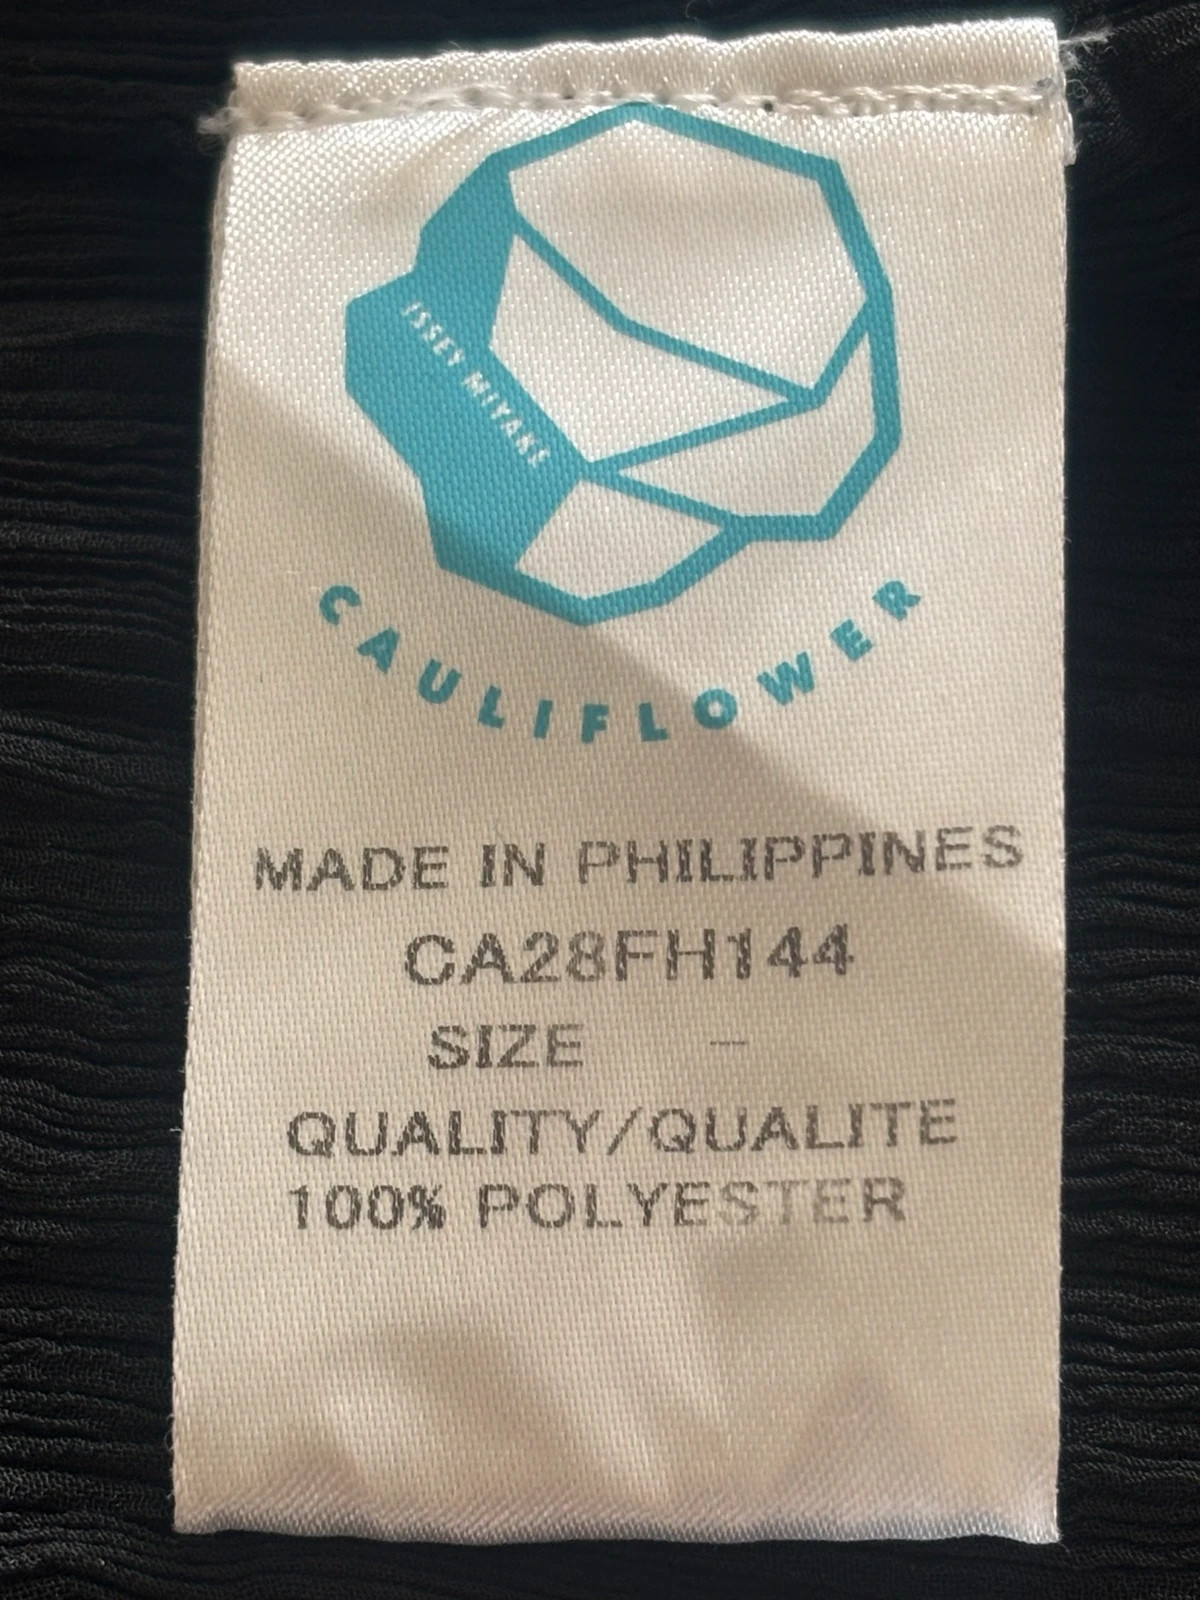 ISSEY MIYAKE
CAULIFLOWER
MADE IN PHILIPPINES
CA28FH144
SIZE –
QUALITY/QUALITE
100% POLYESTER